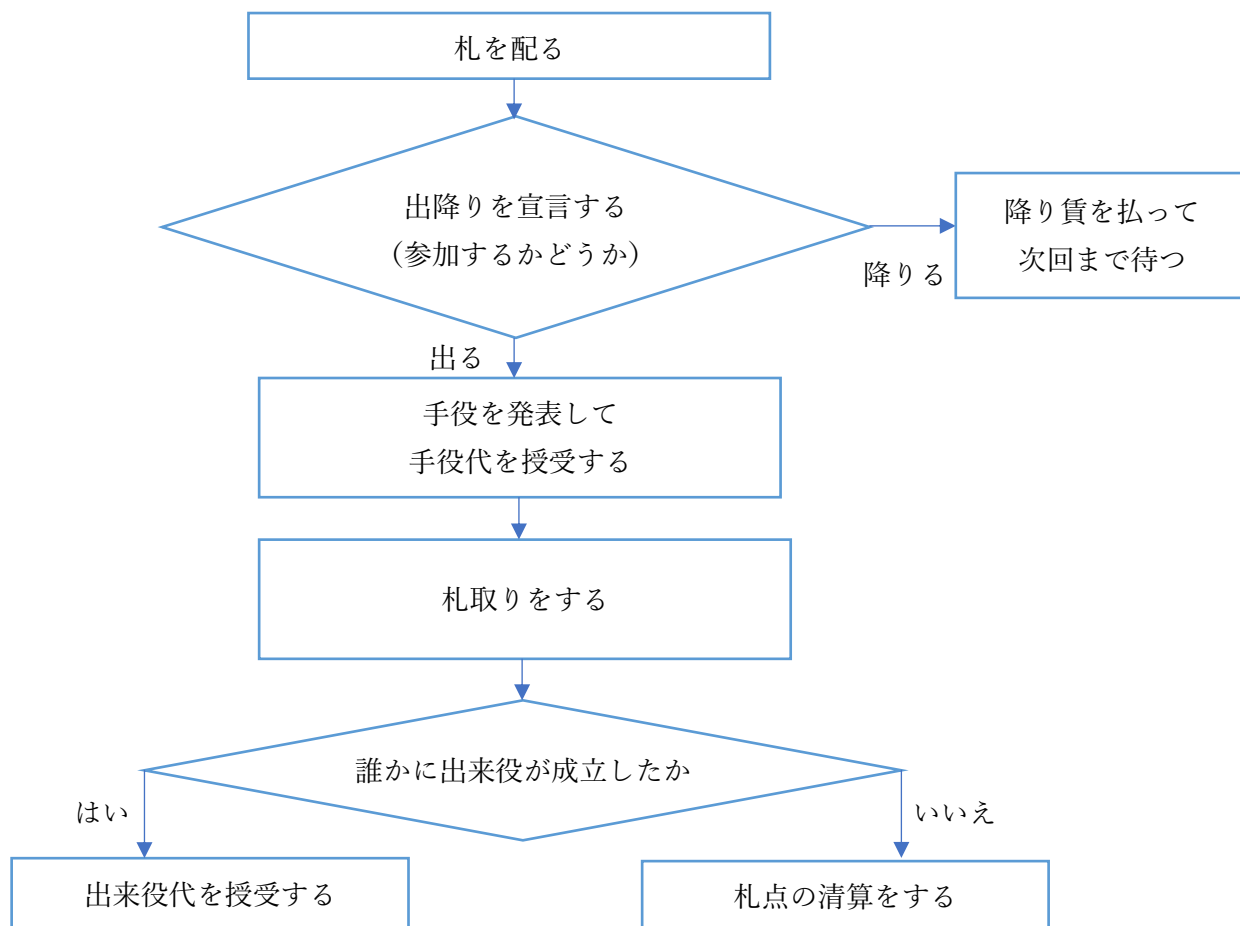 札を配る
出降りを宣言する
（参加するかどうか）
降り賃を払って
次回まで待つ
降りる
出る
手役を発表して
手役代を授受する
札取りをする
誰かに出来役が成立したか
はい
いいえ
出来役代を授受する
札点の清算をする